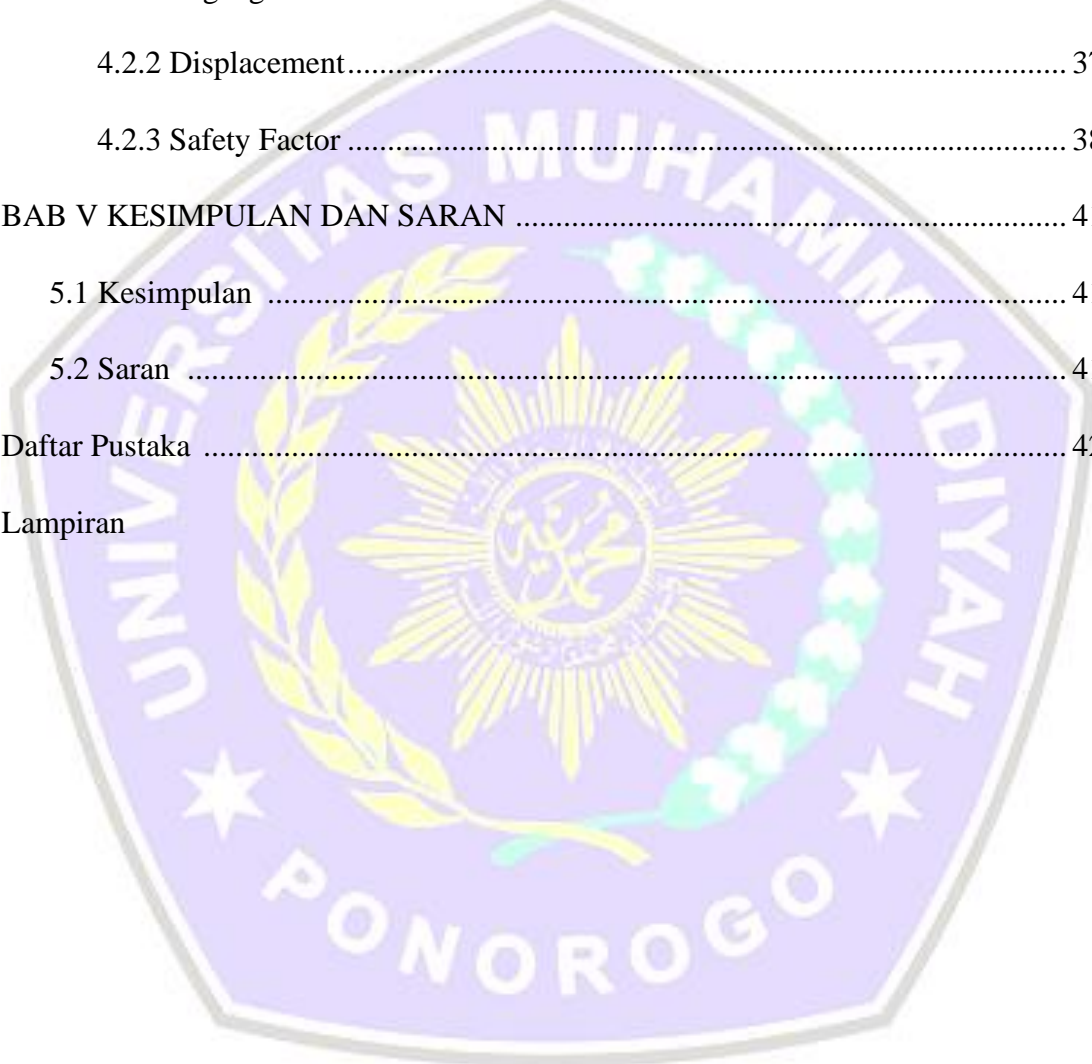 4.2.2 Displacement.......................................................................................... 37
4.2.3 Safety Factor .......................................................................................... 38
BAB V KESIMPULAN DAN SARAN ..................................................................... 4
5.1 Kesimpulan .................................................................................................... 4
5.2 Saran .............................................................................................................. 4
Daftar Pustaka ............................................................................................................ 42
Lampiran
UNIVERSITAS MUHAMMADIYAH
PONOROGO